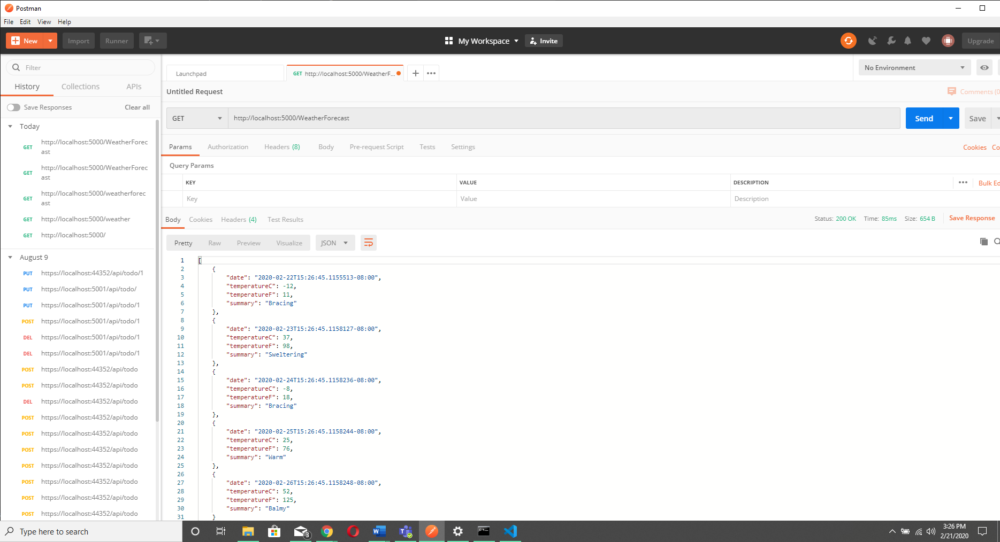 Postman
File Edit View Help
New Import Runner My Workspace Invite Upgrade
Filter
History Collections APIs
Save Responses Clear all
Today
GET http://localhost:5000/WeatherForec
ast
GET http://localhost:5000/WeatherForec
ast
GET http://localhost:5000/weatherforec
ast
GET http://localhost:5000/weather
GET http://localhost:5000/
August 9
PUT https://localhost:44352/api/todo/1
PUT https://localhost:5001/api/todo/
PUT https://localhost:5001/api/todo/1
POST https://localhost:5001/api/todo/1
DEL https://localhost:5001/api/todo/1
DEL https://localhost:5001/api/todo/1
POST https://localhost:44352/api/todo
POST https://localhost:44352/api/todo
DEL https://localhost:44352/api/todo
POST https://localhost:44352/api/todo
POST https://localhost:44352/api/todo
POST https://localhost:44352/api/todo
POST https://localhost:44352/api/todo
POST https://localhost:44352/api/todo
POST https://localhost:44352/api/todo
POST https://localhost:44352/api/todo
Launchpad GET http://localhost:5000/WeatherF... No Environment
Untitled Request Comments (0
GET http://localhost:5000/WeatherForecast Send Save
Params Authorization Headers (8) Body Pre-request Script Tests Settings Cookies Co
Query Params
KEY VALUE DESCRIPTION Bulk Ed
Key Value Description
Body Cookies Headers (4) Test Results Status: 200 OK Time: 85ms Size: 654 B Save Response
Pretty Raw Preview Visualize JSON
1 [
2 {
3 "date": "2020-02-22T15:26:45.1155513-08:00",
4 "temperatureC": -12,
5 "temperatureF": 11,
6 "summary": "Bracing"
7 },
8 {
9 "date": "2020-02-23T15:26:45.1158127-08:00",
10 "temperatureC": 37,
11 "temperatureF": 98,
12 "summary": "Sweltering"
13 },
14 {
15 "date": "2020-02-24T15:26:45.1158236-08:00",
16 "temperatureC": -8,
17 "temperatureF": 18,
18 "summary": "Bracing"
19 },
20 {
21 "date": "2020-02-25T15:26:45.1158244-08:00",
22 "temperatureC": 25,
23 "temperatureF": 76,
24 "summary": "Warm"
25 },
26 {
27 "date": "2020-02-26T15:26:45.1158248-08:00",
28 "temperatureC": 52,
29 "temperatureF": 125,
30 "summary": "Balmy"
31 }
Type here to search 3 3:26 PM
2/21/2020